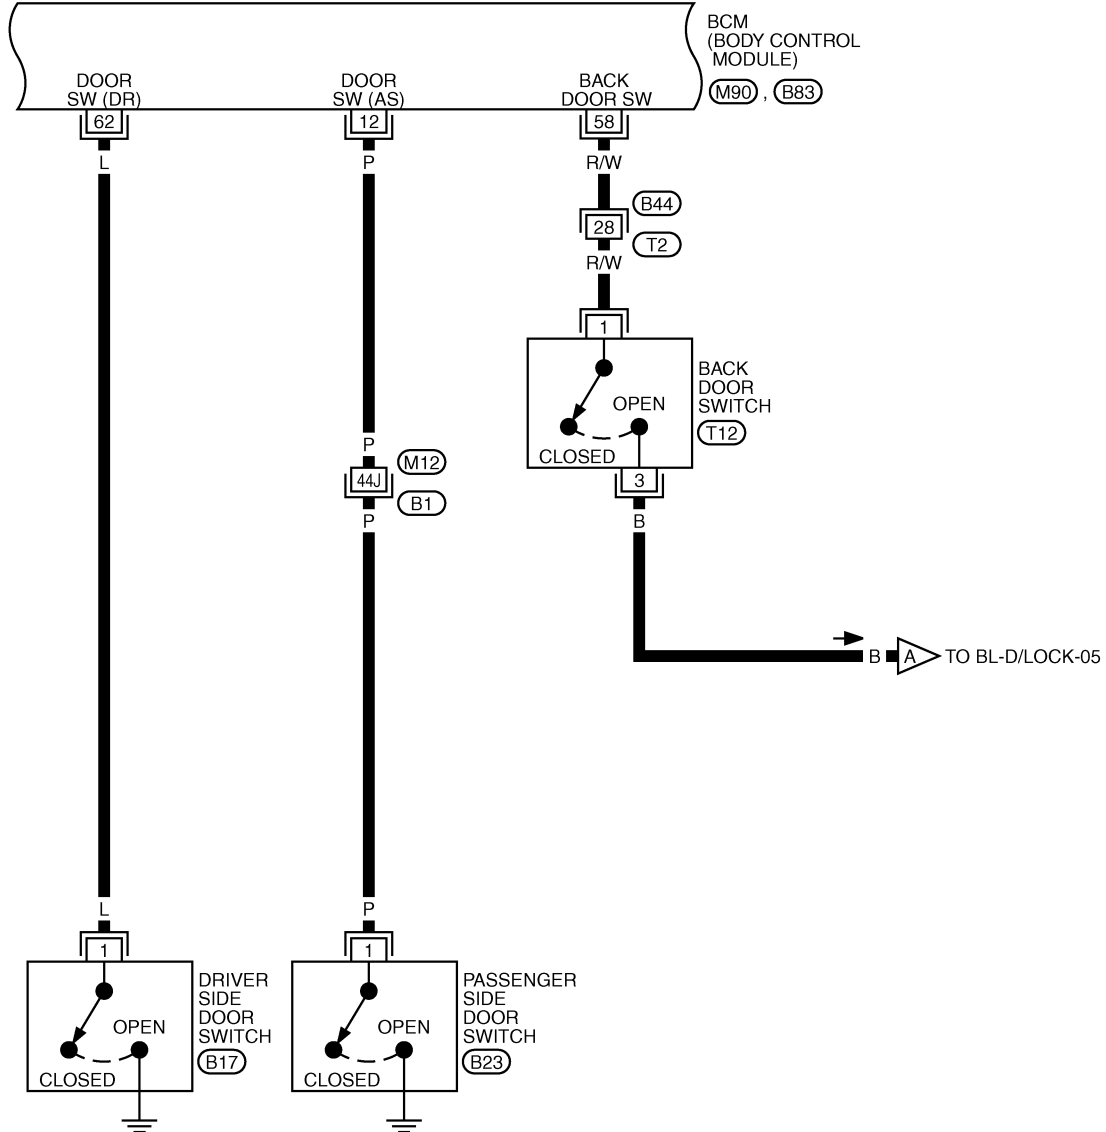 BCM
(BODY CONTROL
MODULE)
M90 , B83
DOOR
SW (DR)
DOOR
SW (AS)
BACK
DOOR SW
62
12
58
L
P
R/W
B44
28
T2
R/W
1
BACK
DOOR
SWITCH
T12
OPEN
CLOSED
3
B
P
M12
44J
B1
P
B
A
TO BL-D/LOCK-05
L
P
1
1
DRIVER
SIDE
DOOR
SWITCH
B17
OPEN
CLOSED
PASSENGER
SIDE
DOOR
SWITCH
B23
OPEN
CLOSED